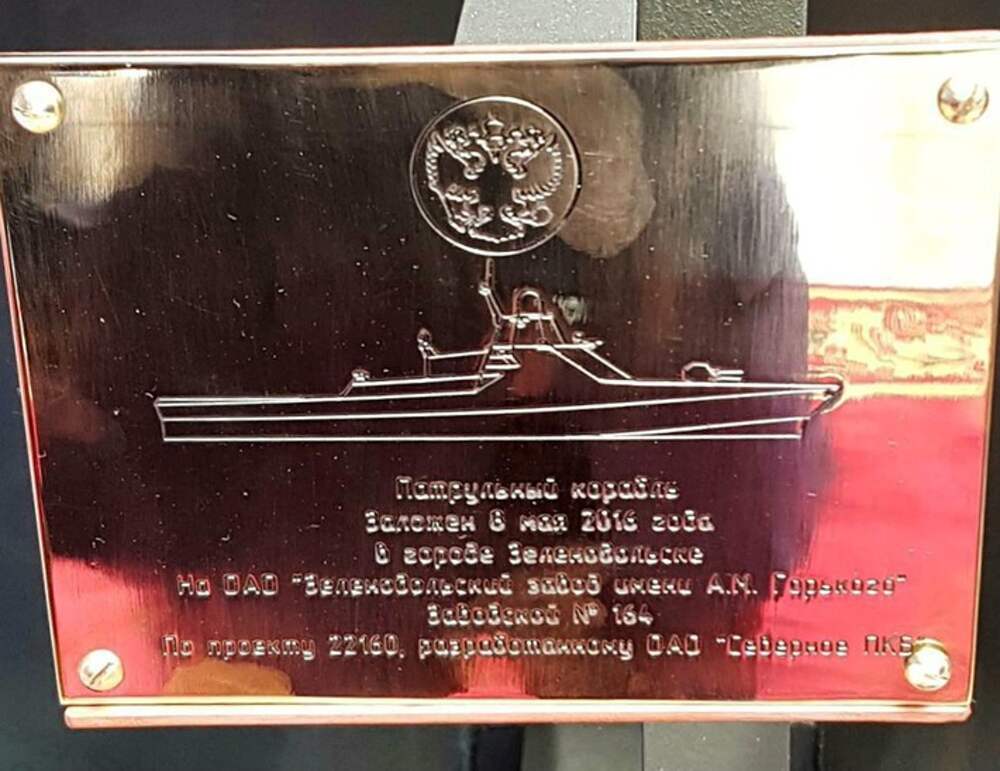 Патрульный корабль
Заложен 8 мая 2016 года
в городе Зеленодольске
На ОАО "Зеленодольский завод имени А.М. Горького"
Заводской № 164
По проекту 22160, разработанному ОАО "Северное ПКБ"